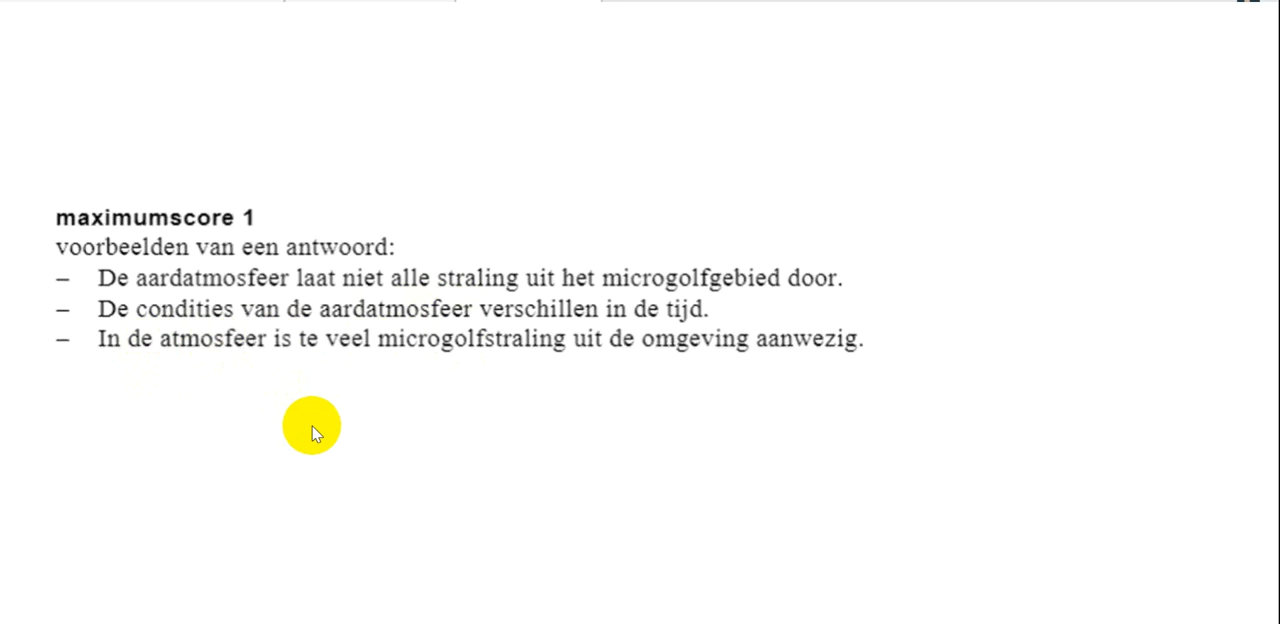 maximumscore 1
voorbeelden van een antwoord:
– De aardatmosfeer laat niet alle straling uit het microgolfgebied door.
– De condities van de aardatmosfeer verschillen in de tijd.
– In de atmosfeer is te veel microgolfstraling uit de omgeving aanwezig.